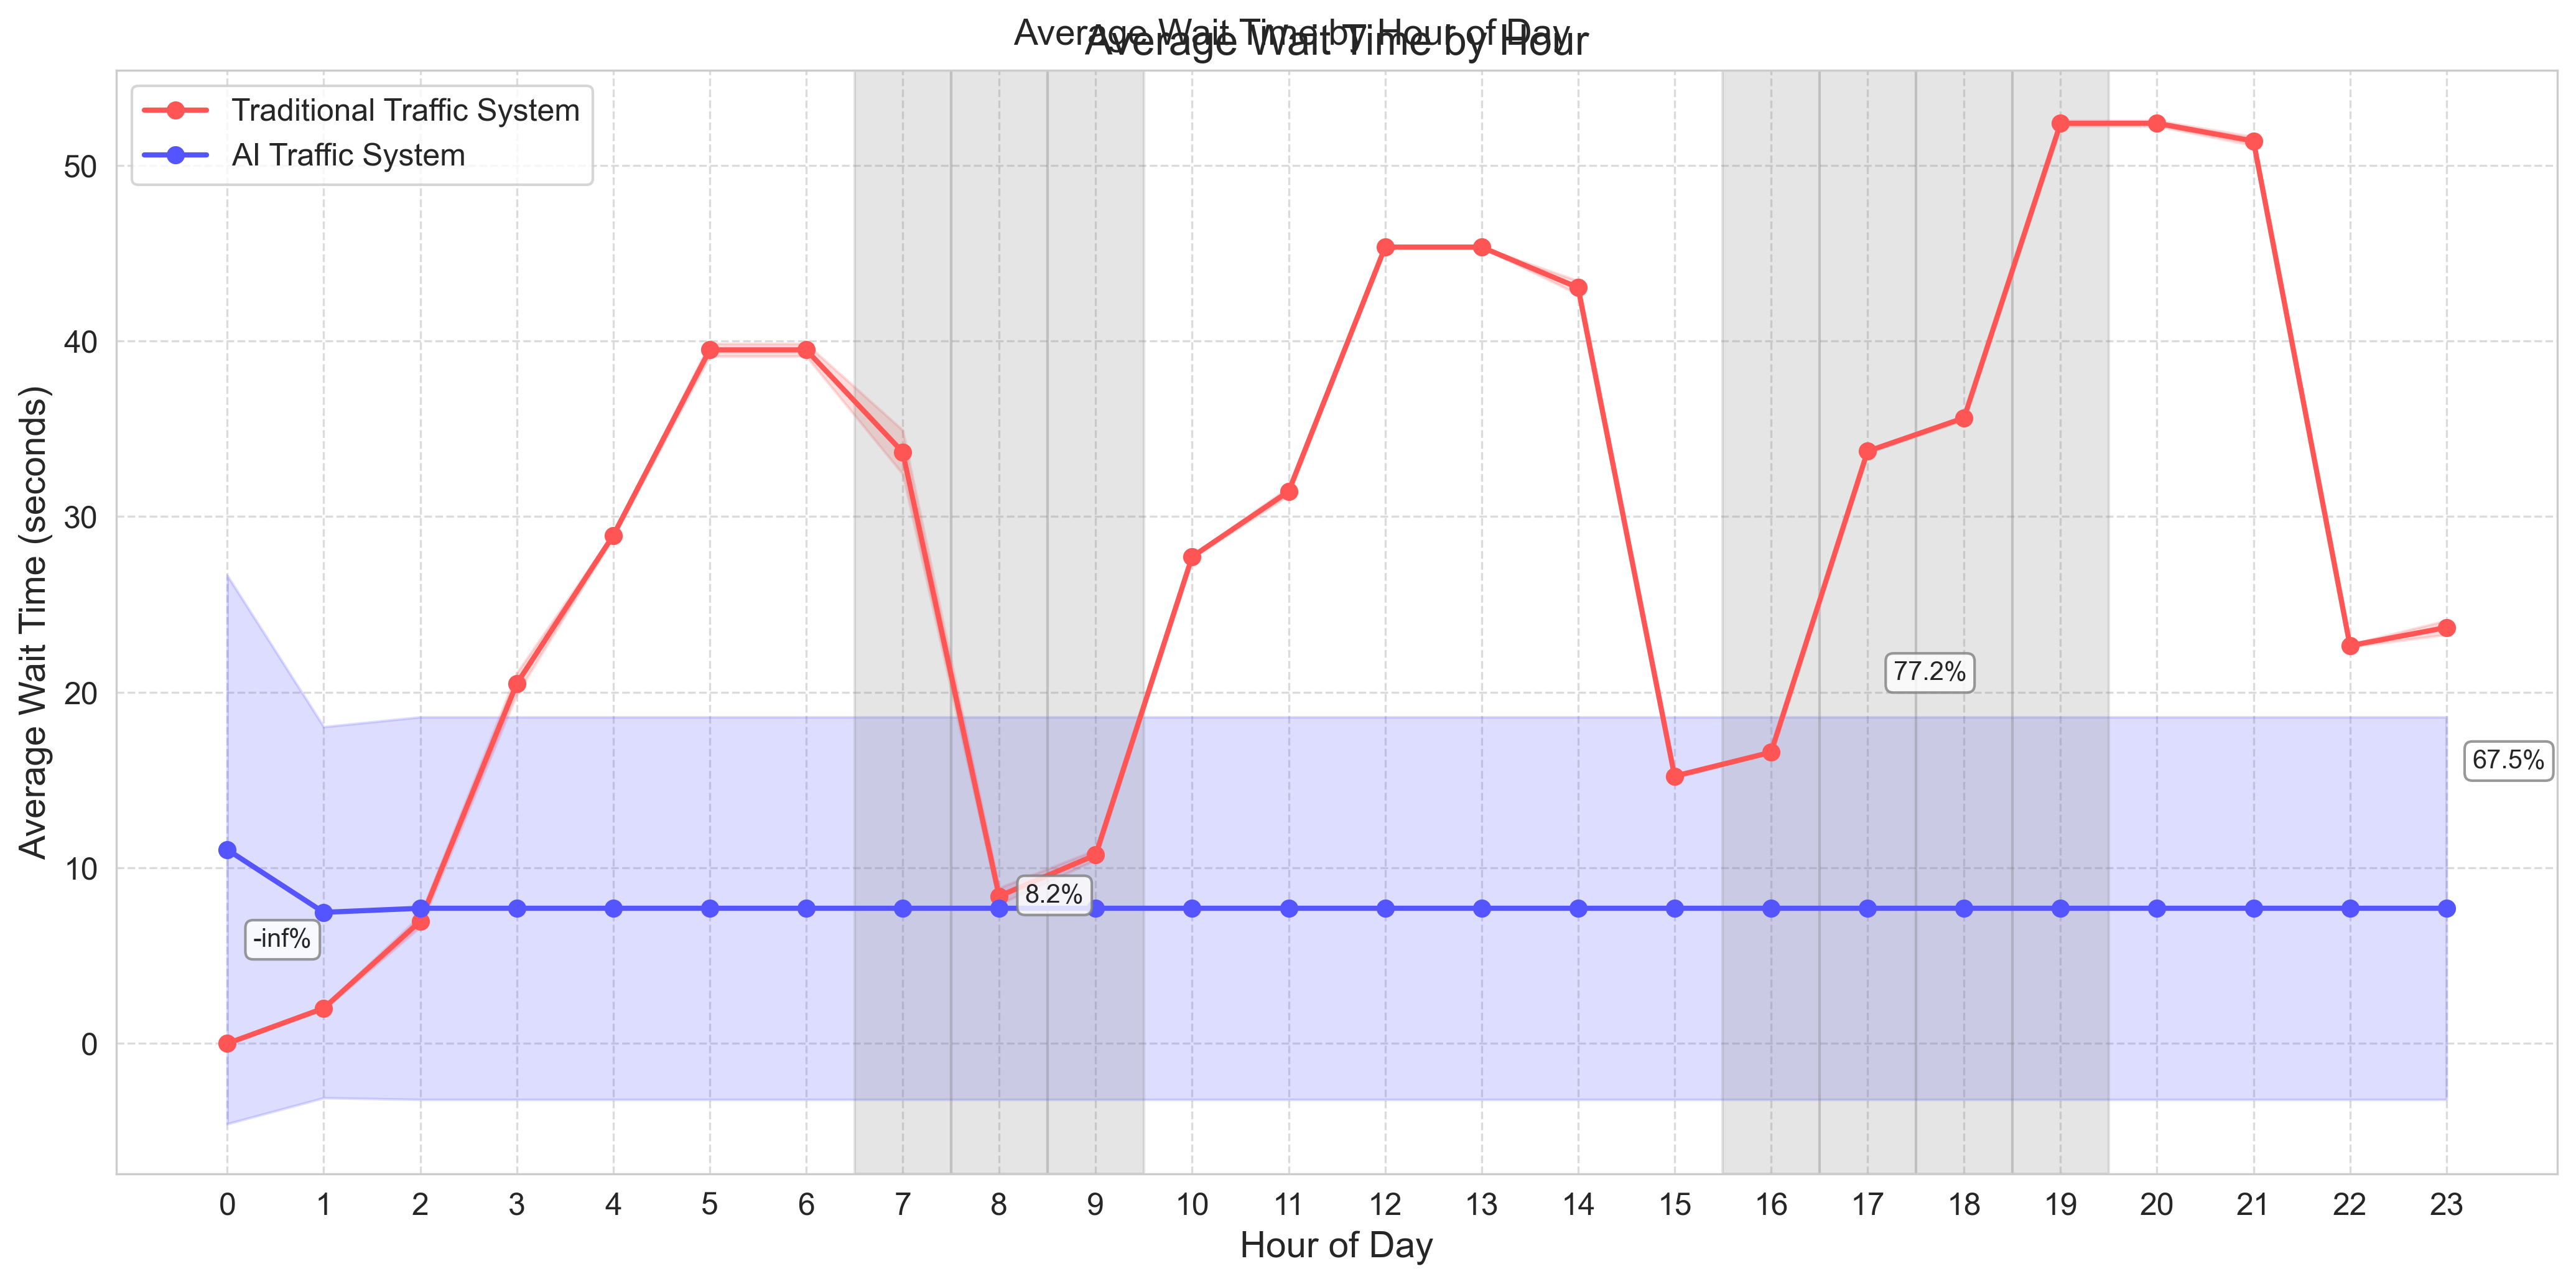 Average Wait Time by Hour of Day
Average Wait Time by Hour
Traditional Traffic System
AI Traffic System
Average Wait Time (seconds)
50
40
30
20
10
0
77.2%
67.5%
8.2%
-inf%
0 1 2 3 4 5 6 7 8 9 10 11 12 13 14 15 16 17 18 19 20 21 22 23
Hour of Day